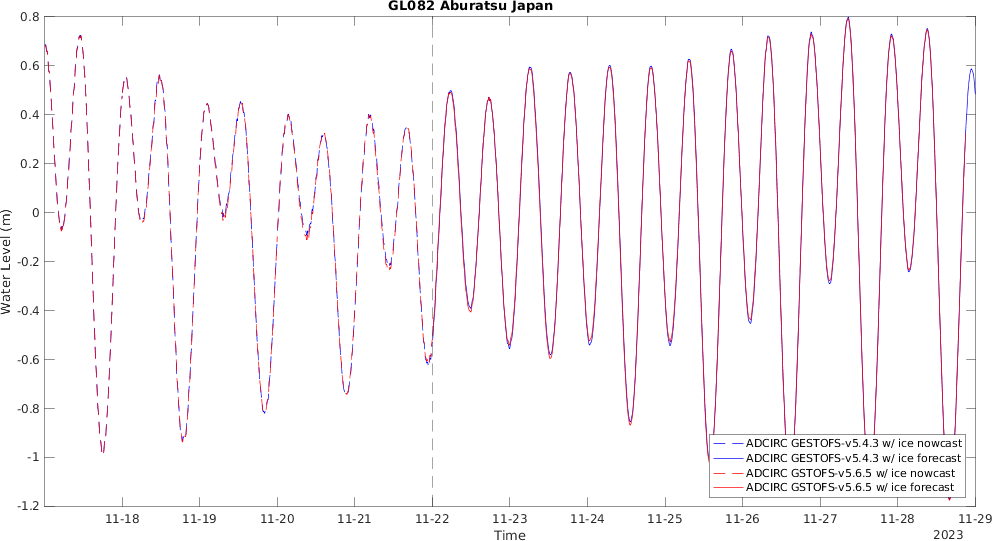 GL082 Aburatsu Japan
0.8
0.6
0.4
0.2
0
-0.2
-0.4
-0.6
-0.8
-1
-1.2
Water Level (m)
ADCIRC GESTOFS-v5.4.3 w/ ice nowcast
ADCIRC GESTOFS-v5.4.3 w/ ice forecast
ADCIRC GSTOFS-v5.6.5 w/ ice nowcast
ADCIRC GSTOFS-v5.6.5 w/ ice forecast
11-18 11-19 11-20 11-21 11-22 11-23 11-24 11-25 11-26 11-27 11-28 11-29
Time
2023